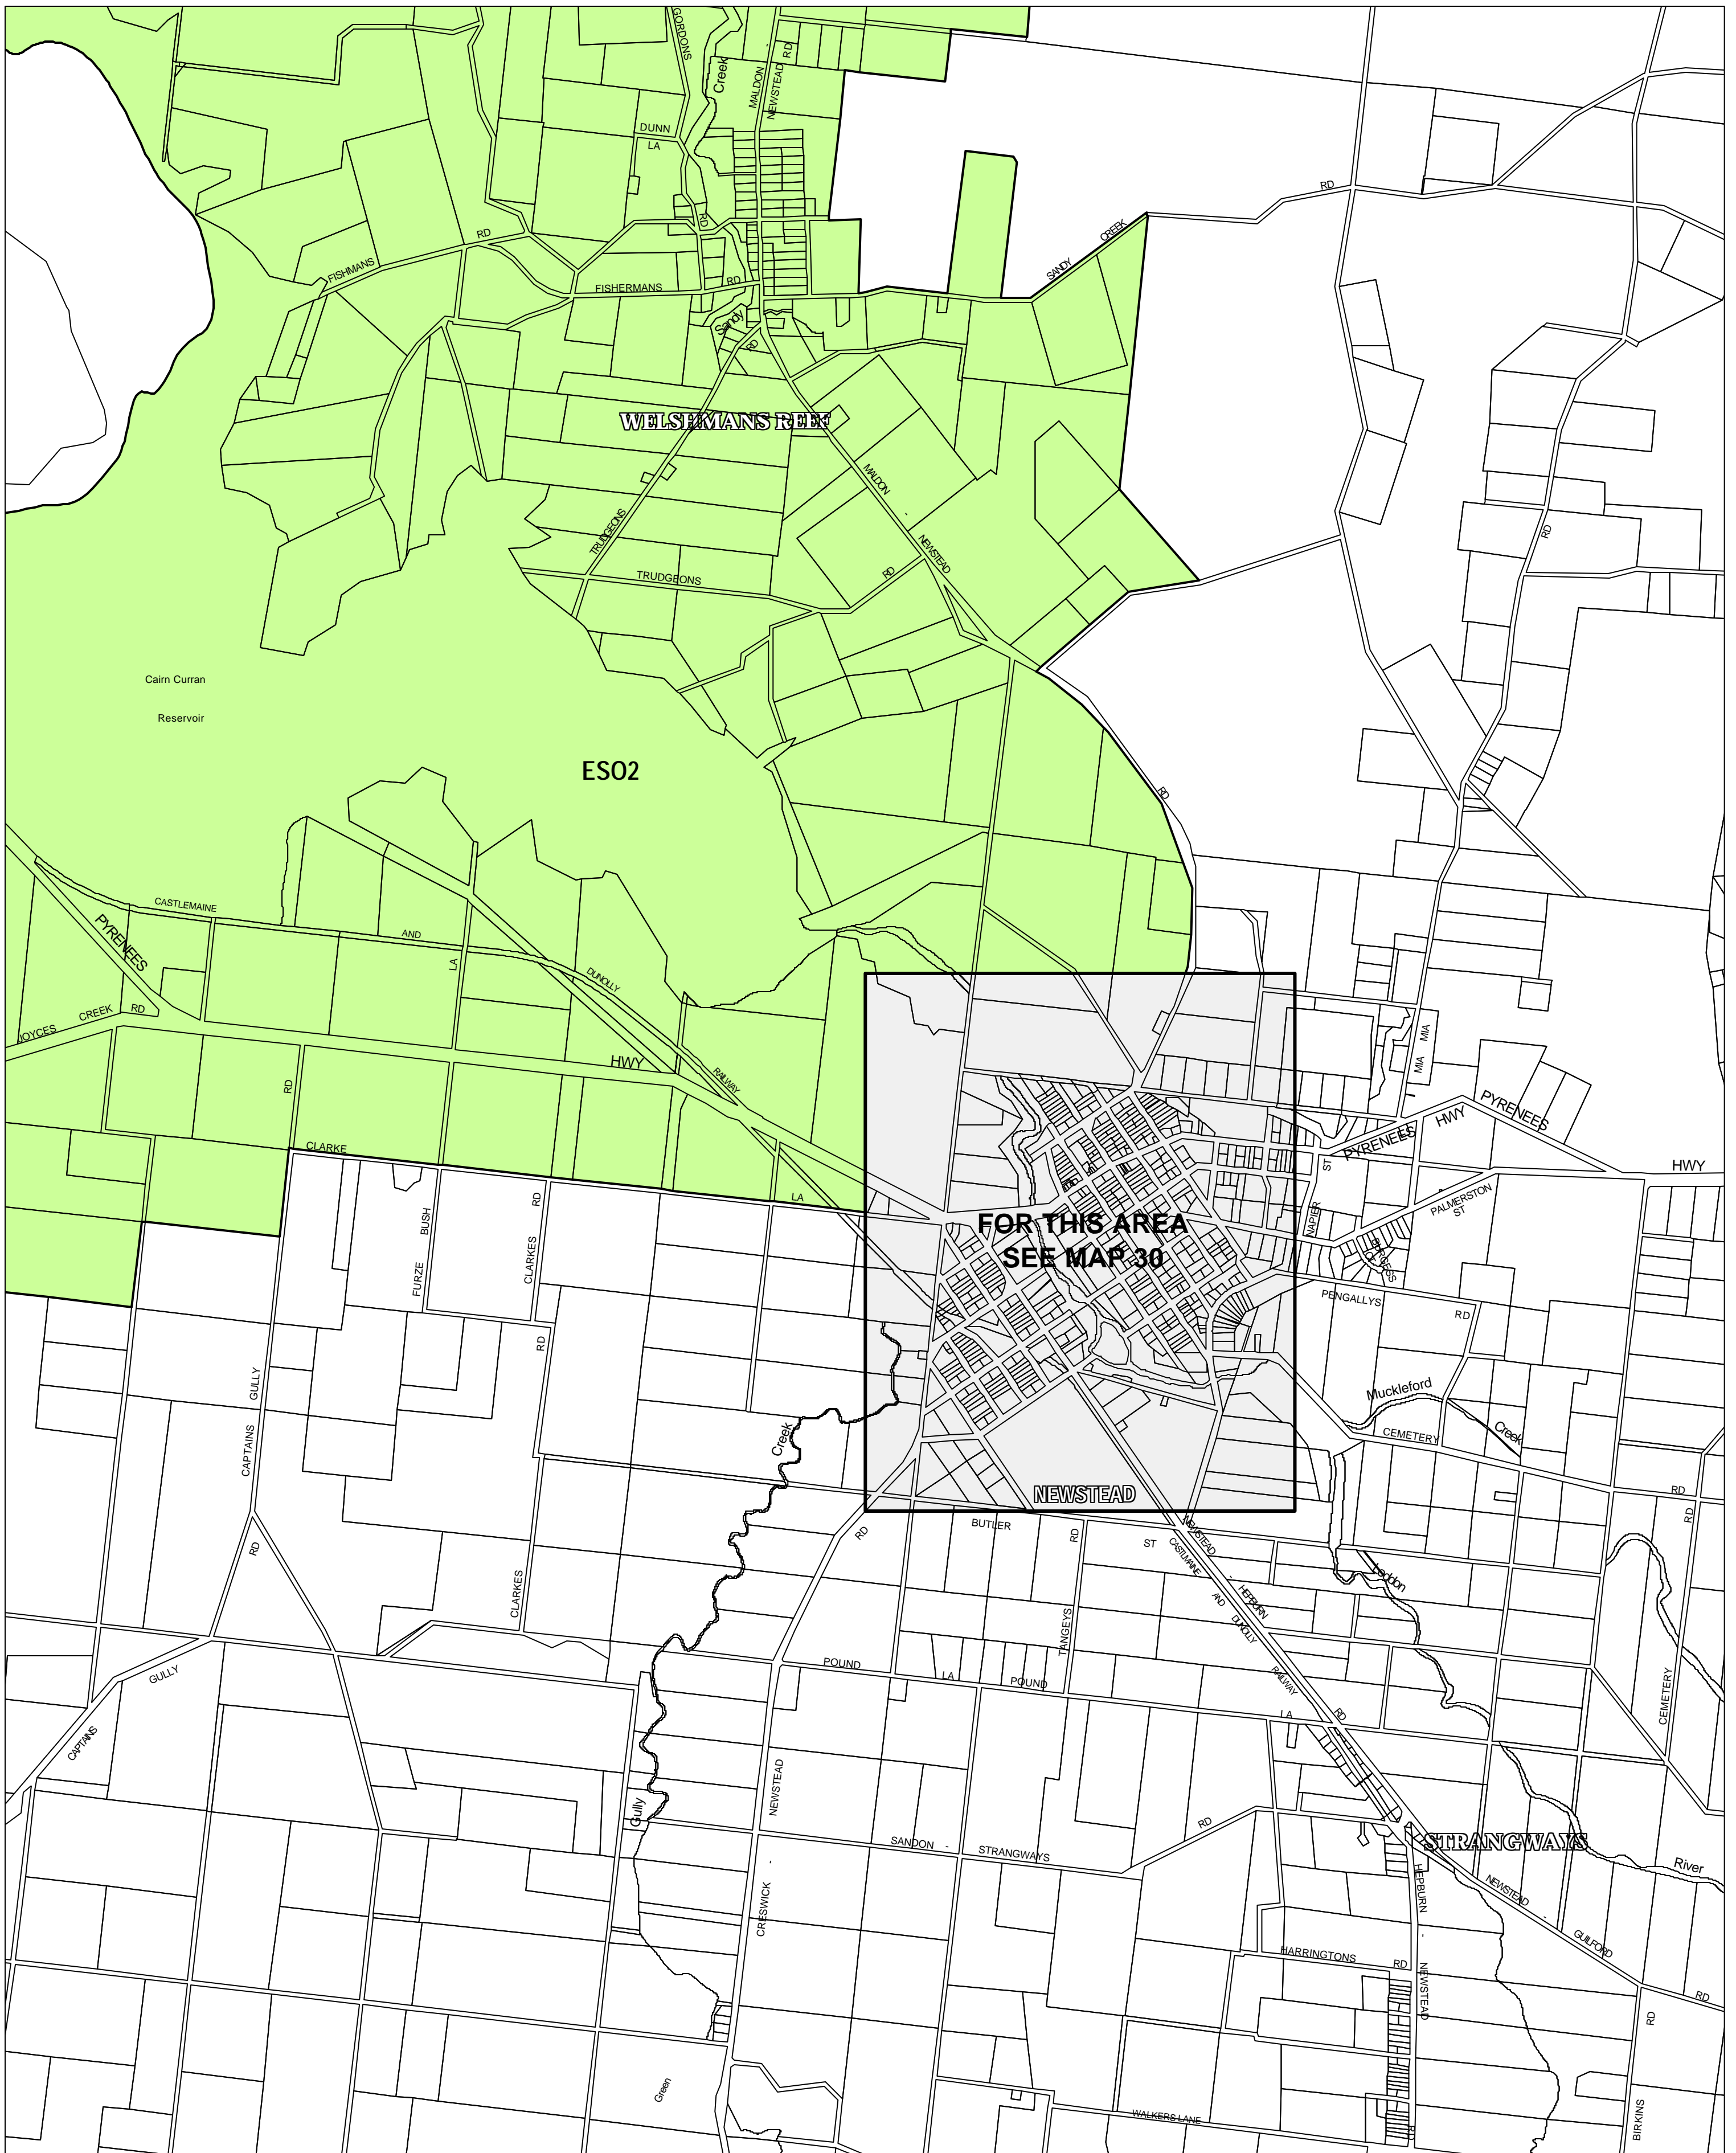 GORDONS
Creek
MALDON
-
NEWSTEAD
RD
DUNN
LA
RD
RD
FISHMANS
RD
FISHERMANS
RD
SANDY
CREEK
RD
Sandy
RD
WELSHMANS REEF
MALDON
-
NEWSTEAD
TRUDGEONS
TRUDGEONS
RD
RD
Cairn Curran
Reservoir
ESO2
RD
CASTLEMAINE
AND
DUNOLLY
RAILWAY
PYRENEES
LA
JOYCES
CREEK
RD
HWY
RD
CLARKE
LA
MIA
MIA
PYRENEES
HWY
PYRENEES
HWY
ST
NAPIER
PALMERSTON
ST
BURGESS
CT
FOR THIS AREA
SEE MAP 30
PENGALLYS
RD
BUSH
FURZE
RD
CLARKES
RD
GULLY
CAPTAINS
RD
Creek
Muckleford
Creek
CEMETERY
RD
RD
NEWSTEAD
BUTLER
RD
ST
RD
NEWSTEAD
-
HEPBURN
CASTLMAINE
AND
DUNOLLY
RAILWAY
RD
Loddon
CLARKES
TANGEYS
POUND
LA
POUND
LA
GULLY
CAPTAINS
CEMETERY
NEWSTEAD
-
CRESWICK
Gully
SANDON
-
STRANGWAYS
RD
STRANGWAYS
River
HEPBURN
-
NEWSTEAD
RD
NEWSTEAD
-
GUILFORD
RD
HARRINGTONS
RD
RD
BIRKINS
Green
WALKERS LANE